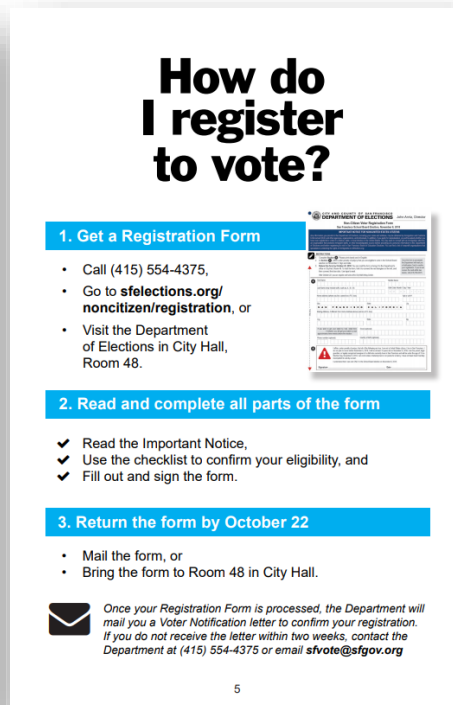 How do
I register
to vote?
1. Get a Registration Form
CITY AND COUNTY OF SAN FRANCISCO
DEPARTMENT OF ELECTIONS
John Arntz, Director
• Call (415) 554-4375,
• Go to sfelections.org/
noncitizen/registration, or
• Visit the Department
of Elections in City Hall,
Room 48.
2. Read and complete all parts of the form
✔ Read the Important Notice,
✔ Use the checklist to confirm your eligibility, and
✔ Fill out and sign the form.
3. Return the form by October 22
• Mail the form, or
• Bring the form to Room 48 in City Hall.
Once your Registration Form is processed, the Department will
mail you a Voter Notification letter to confirm your registration.
If you do not receive the letter within two weeks, contact the
Department at (415) 554-4375 or email sfvote@sfgov.org
5